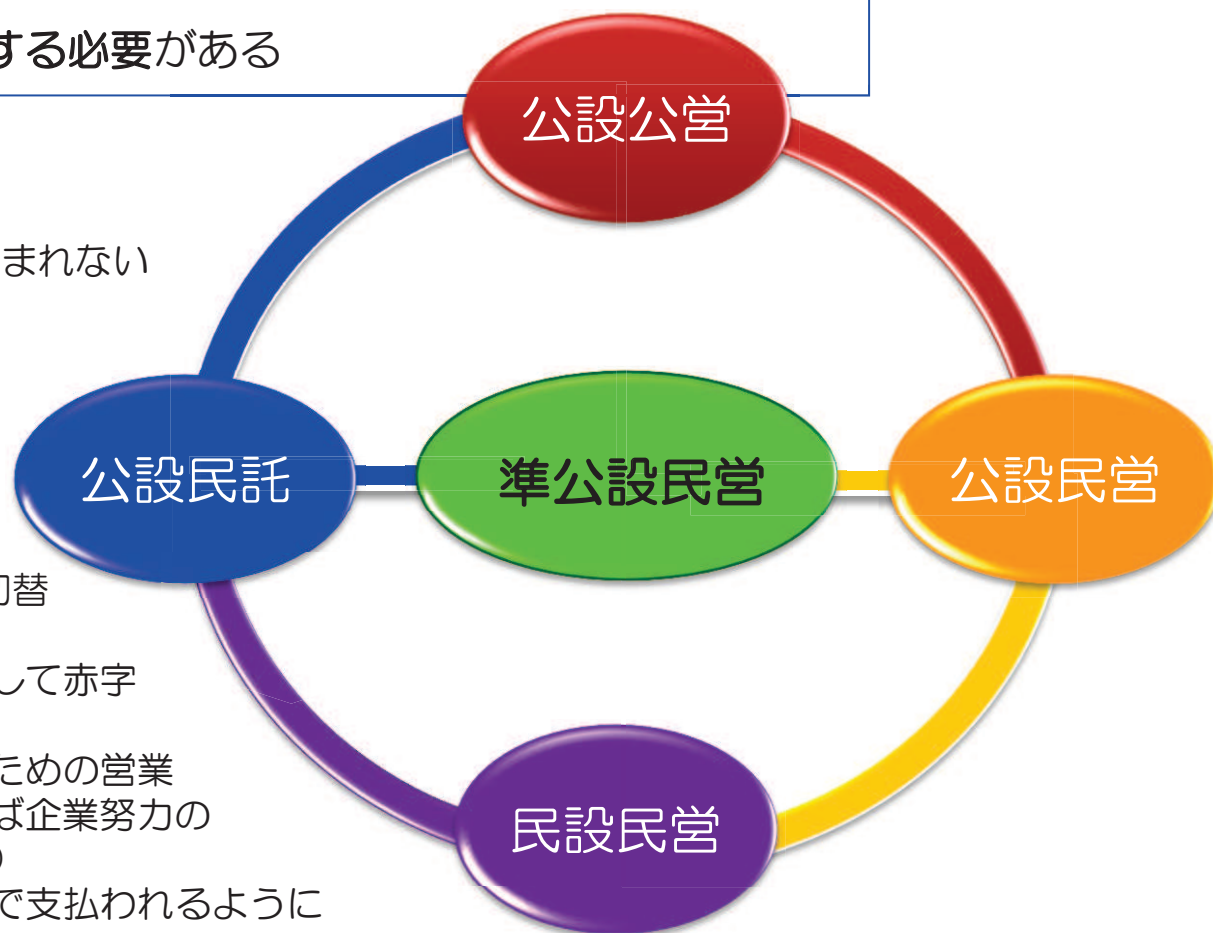 する必要がある
公設公営
まれない
公設民託
準公設民営
公設民営
切替
して赤字
ための営業
ば企業努力の
)
民設民営
で支払われるように